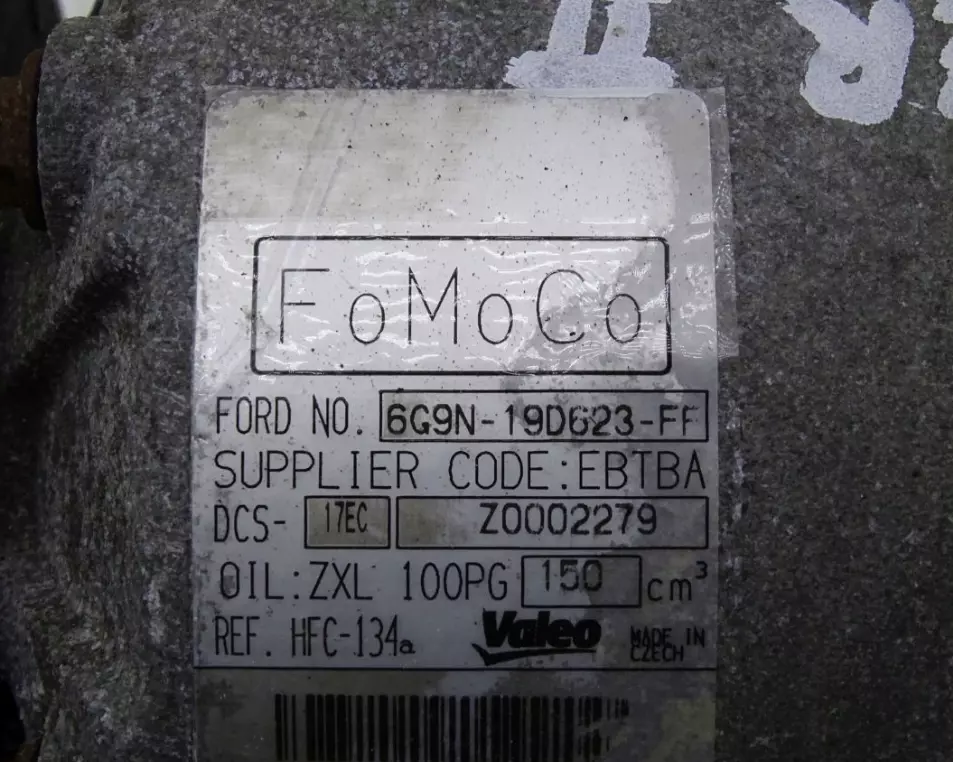 FoMoCo
FORD NO. 6G9N-19D623-FF
SUPPLIER CODE:EBTBA
DCS- 17EC Z0002279
OIL:ZXL 100PG 150 cm³
REF. HFC-134a Valeo MADE IN
CZECH